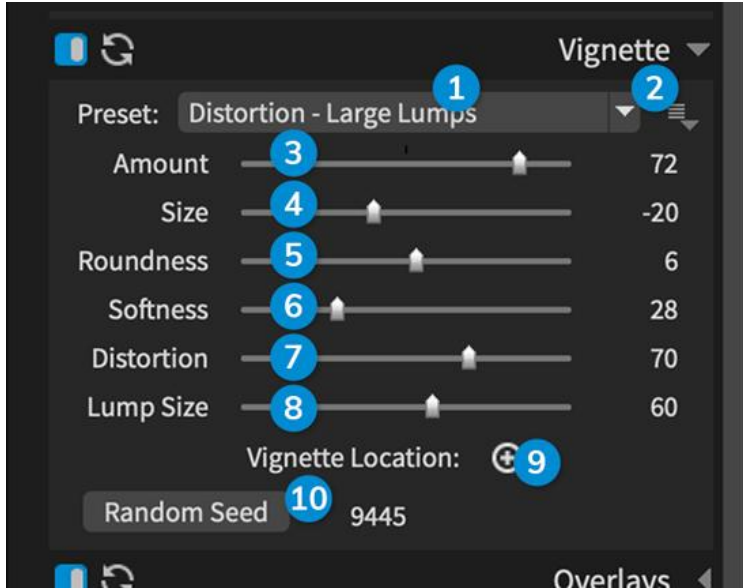 Vignette
1
2
Preset: Distortion - Large Lumps
3
Amount 72
4
Size -20
5
Roundness 6
6
Softness 28
7
Distortion 70
8
Lump Size 60
Vignette Location: 9
10
Random Seed 9445
Overlays